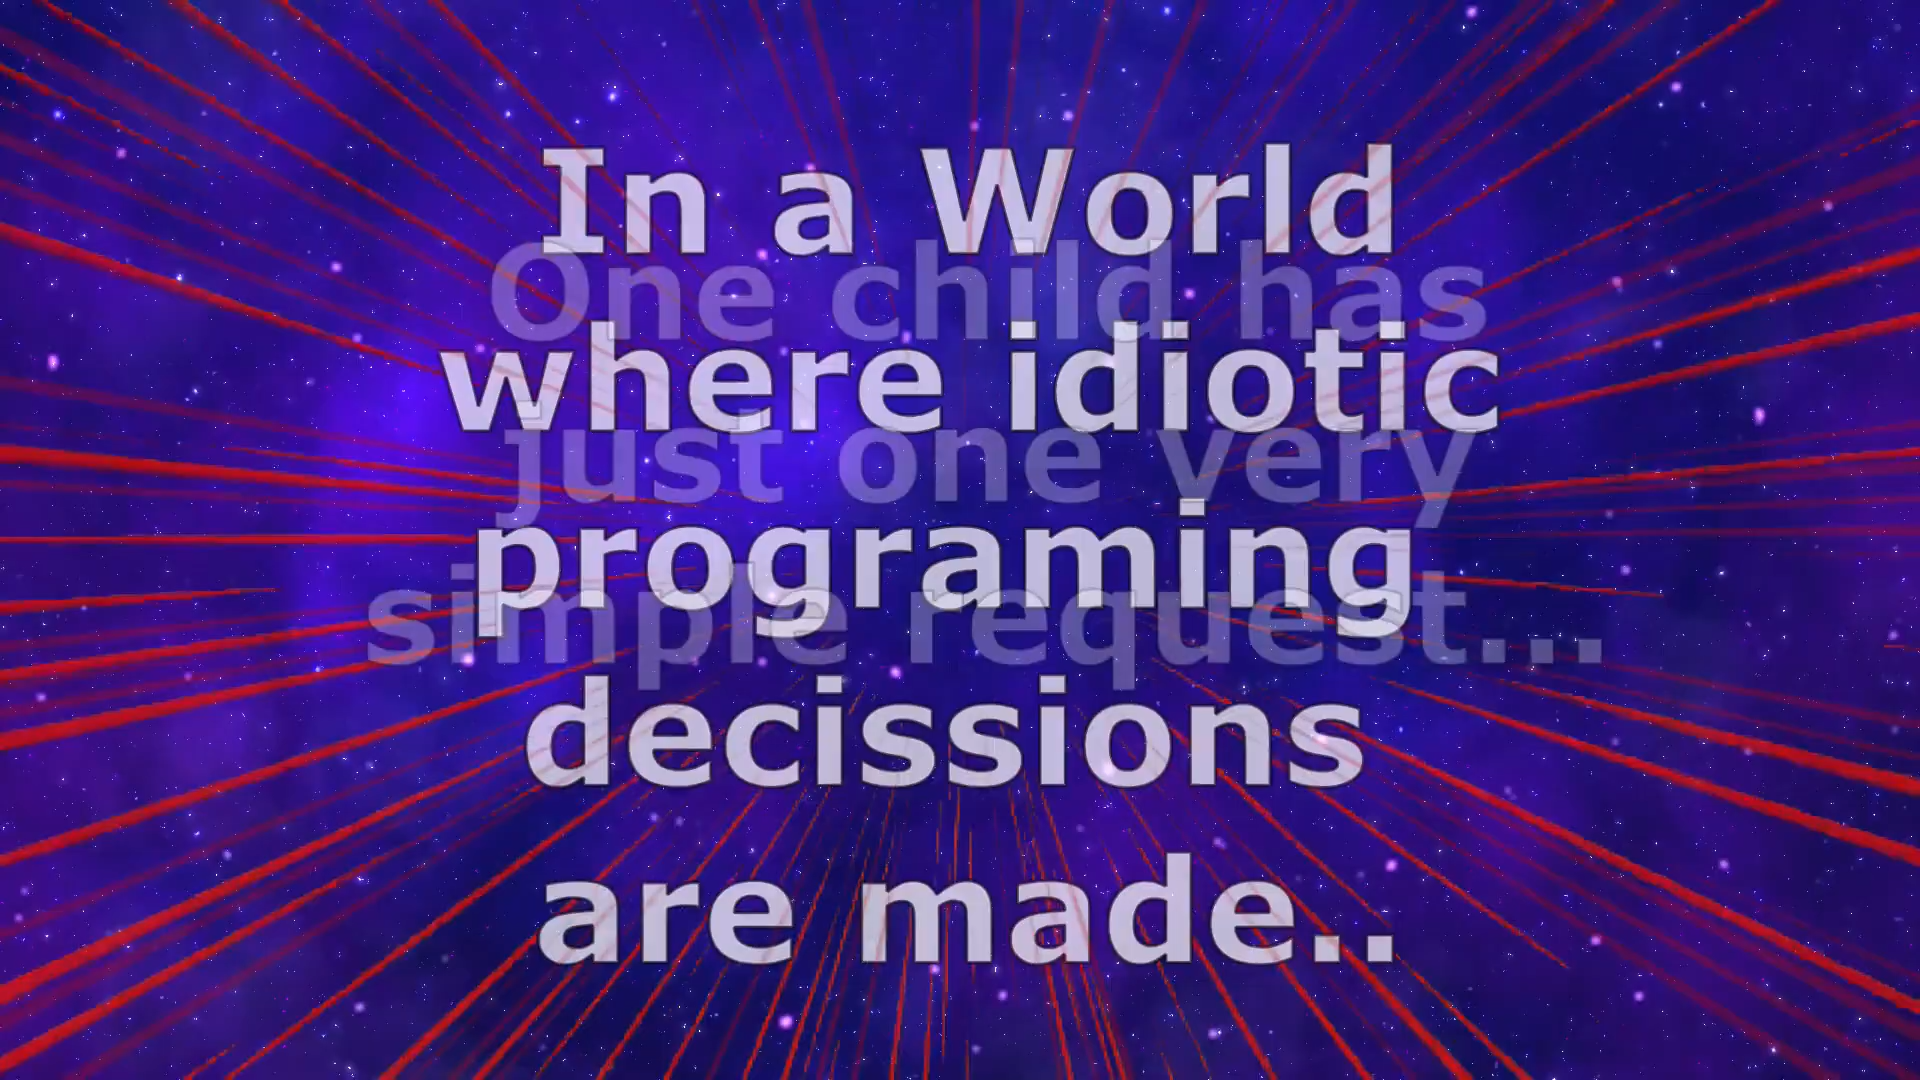 In a World
where idiotic
programing
decissions
are made..
One child has
just one very
simple request...